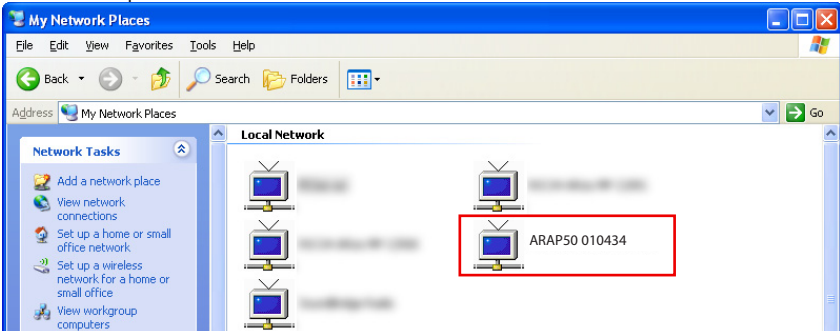 My Network Places
File Edit View Favorites Tools Help
Back Search Folders
Address My Network Places Go
Network Tasks
Add a network place
View network
connections
Set up a home or small
office network
Set up a wireless
network for a home or
small office
View workgroup
computers
Local Network
ARAP50 010434